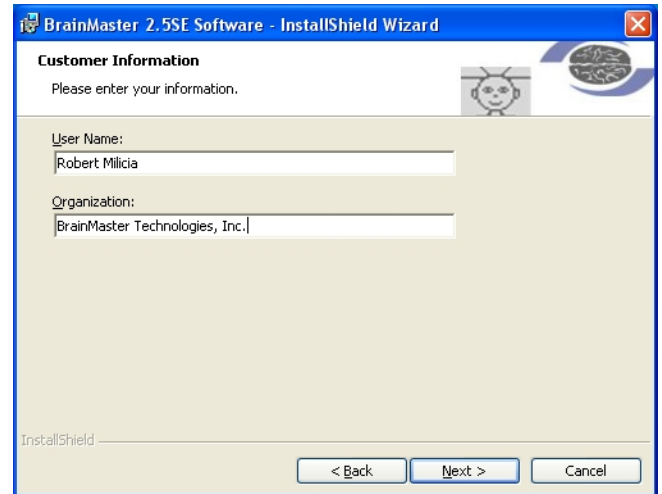 BrainMaster 2.5SE Software - InstallShield Wizard
Customer Information
Please enter your information.
User Name:
Robert Milicia
Organization:
BrainMaster Technologies, Inc.
InstallShield
< Back
Next >
Cancel